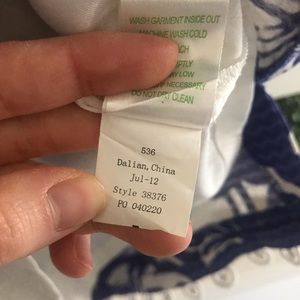 WASH GARMENT INSIDE OUT
MACHINE WASH COLD
LOW
NECESSARY
DO NOT DRY CLEAN
536
Dalian, China
Jul-12
Style 38376
PO 040220